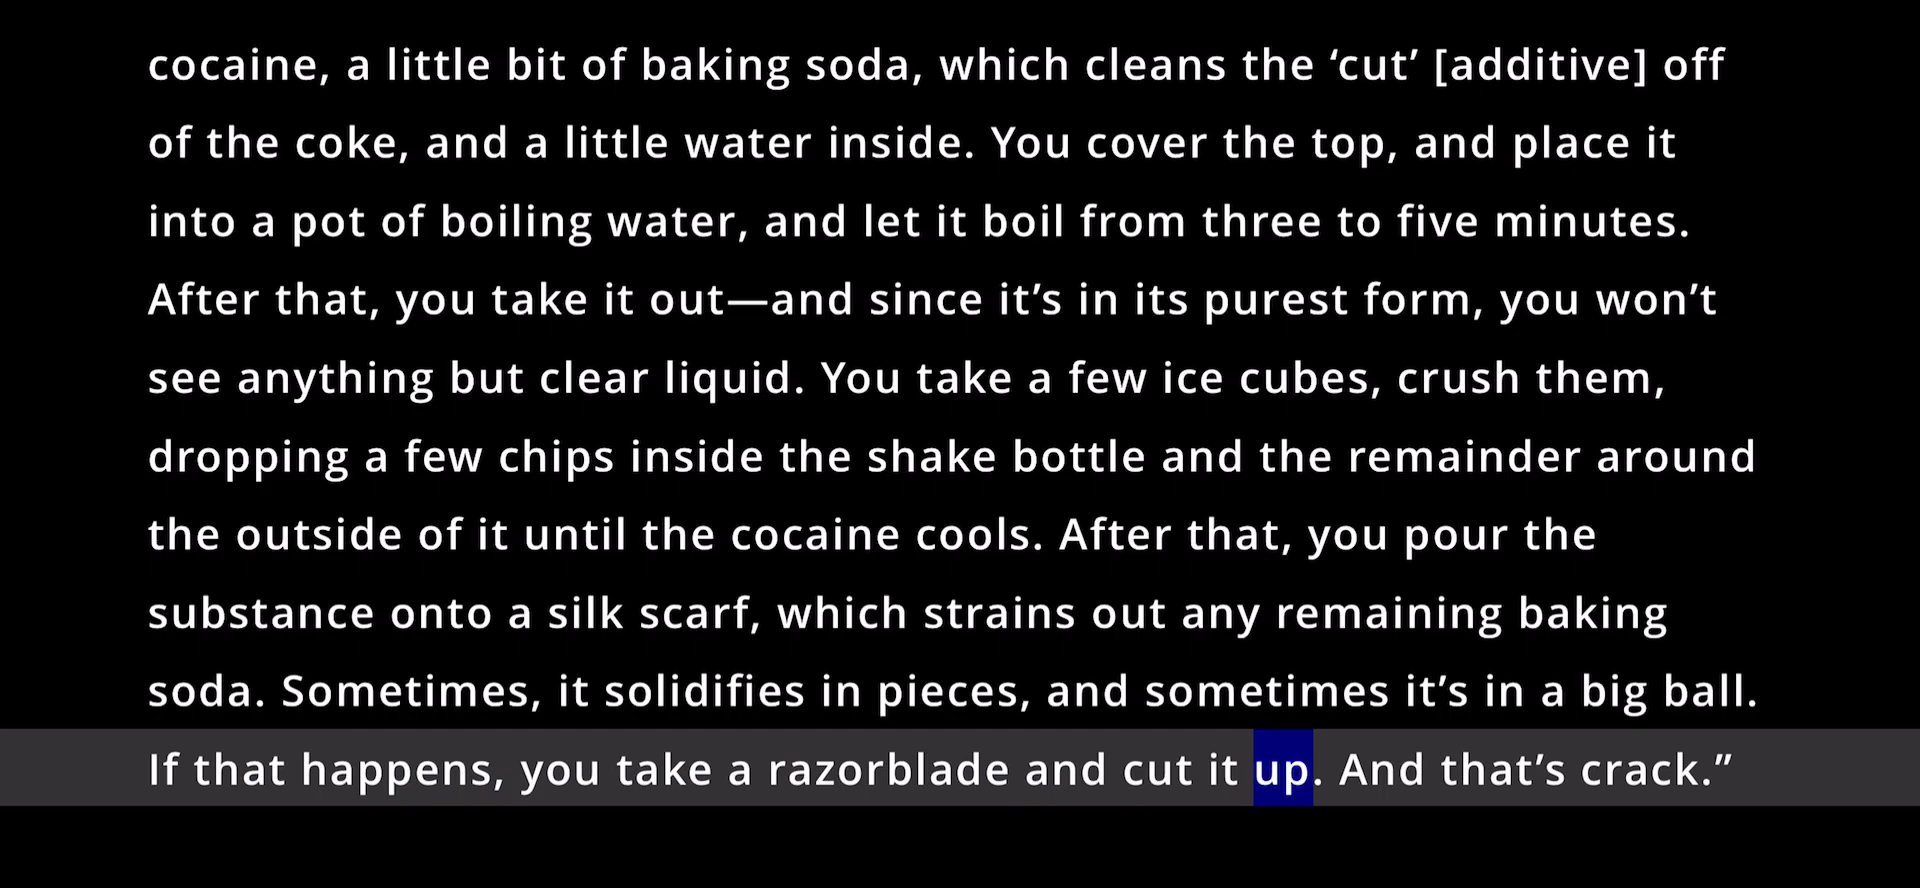 cocaine, a little bit of baking soda, which cleans the ‘cut’ [additive] off
of the coke, and a little water inside. You cover the top, and place it
into a pot of boiling water, and let it boil from three to five minutes.
After that, you take it out—and since it’s in its purest form, you won’t
see anything but clear liquid. You take a few ice cubes, crush them,
dropping a few chips inside the shake bottle and the remainder around
the outside of it until the cocaine cools. After that, you pour the
substance onto a silk scarf, which strains out any remaining baking
soda. Sometimes, it solidifies in pieces, and sometimes it’s in a big ball.
If that happens, you take a razorblade and cut it up. And that’s crack.”